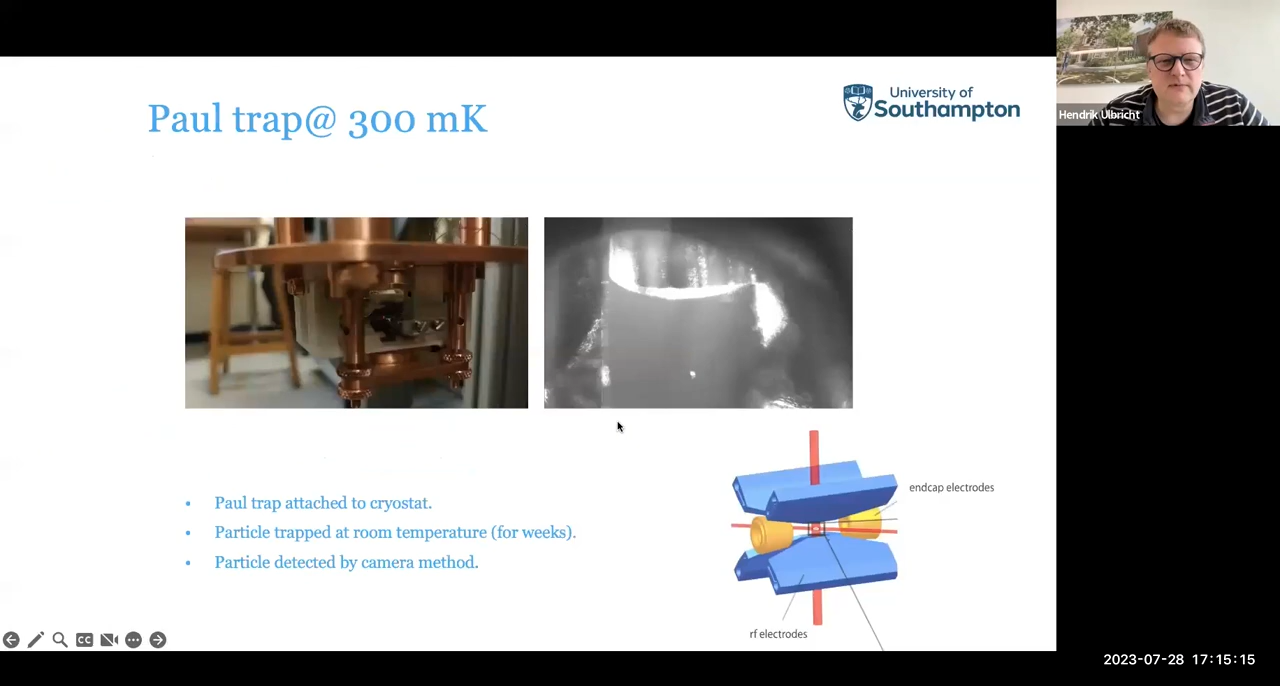 Paul trap@ 300 mK
University of
Southampton
Hendrik Ulbricht
• Paul trap attached to cryostat.
• Particle trapped at room temperature (for weeks).
• Particle detected by camera method.
endcap electrodes
rf electrodes
CC
2023-07-28 17:15:15